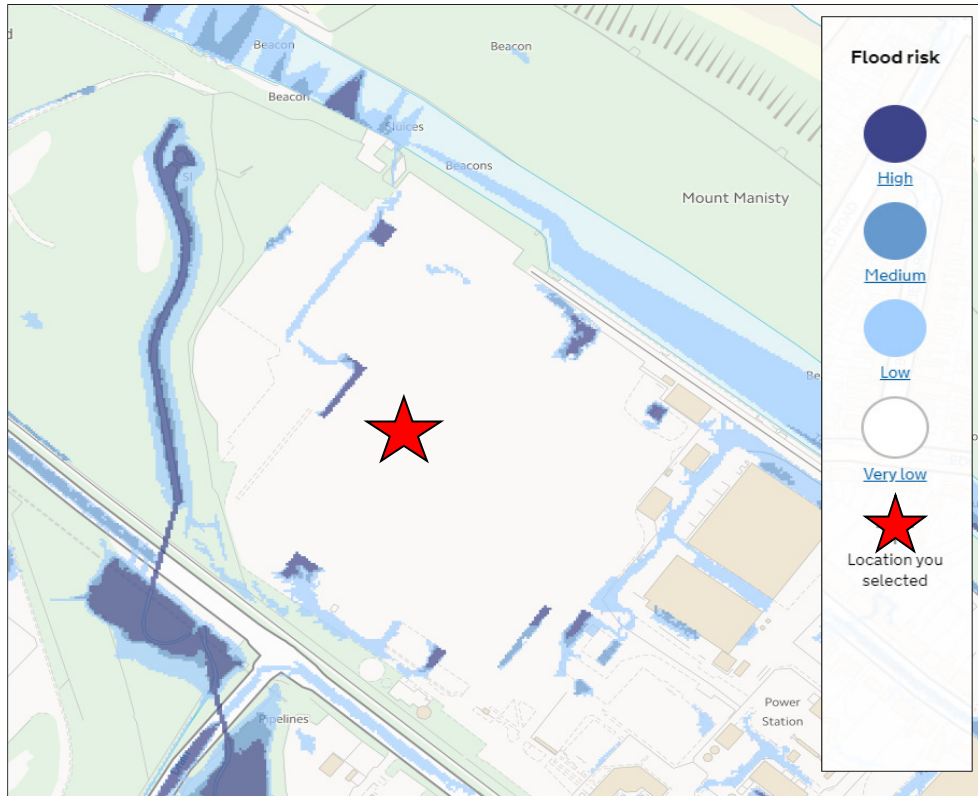 Beacon
Beacon
Beacon
Sluices
Beacons
Mount Manisty
SI
Pipelines
Power
Station
Flood risk
High
Medium
Low
Very low
Location you
selected